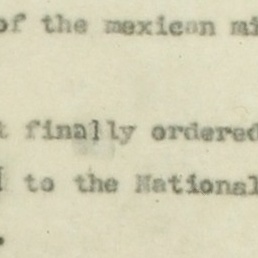 of the mexican mi
t finally ordered
to the National
.